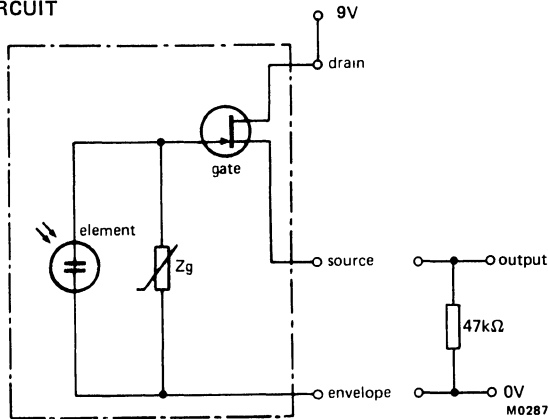 RCUIT
9V
drain
gate
element
Zg
source
output
47kΩ
envelope
0V
M0287